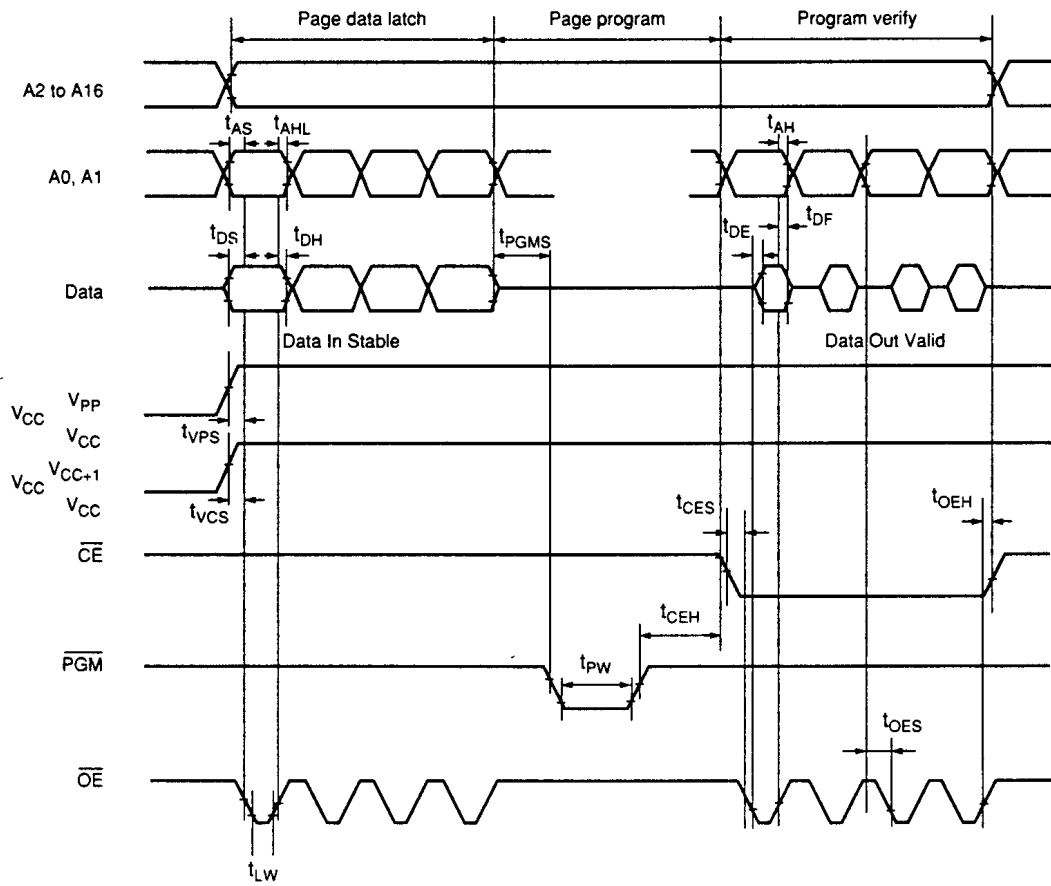 Page data latch Page program Program verify
A2 to A16
tAS tAHL tAH
A0, A1
tDS tDH tPGMS tDE tDF
Data
Data In Stable Data Out Valid
VPP
VCC
VCC
tVPS
VCC+1
VCC
VCC
tVCS tCES tOEH
CE
tCEH
PGM tPW
tOES
OE
tLW